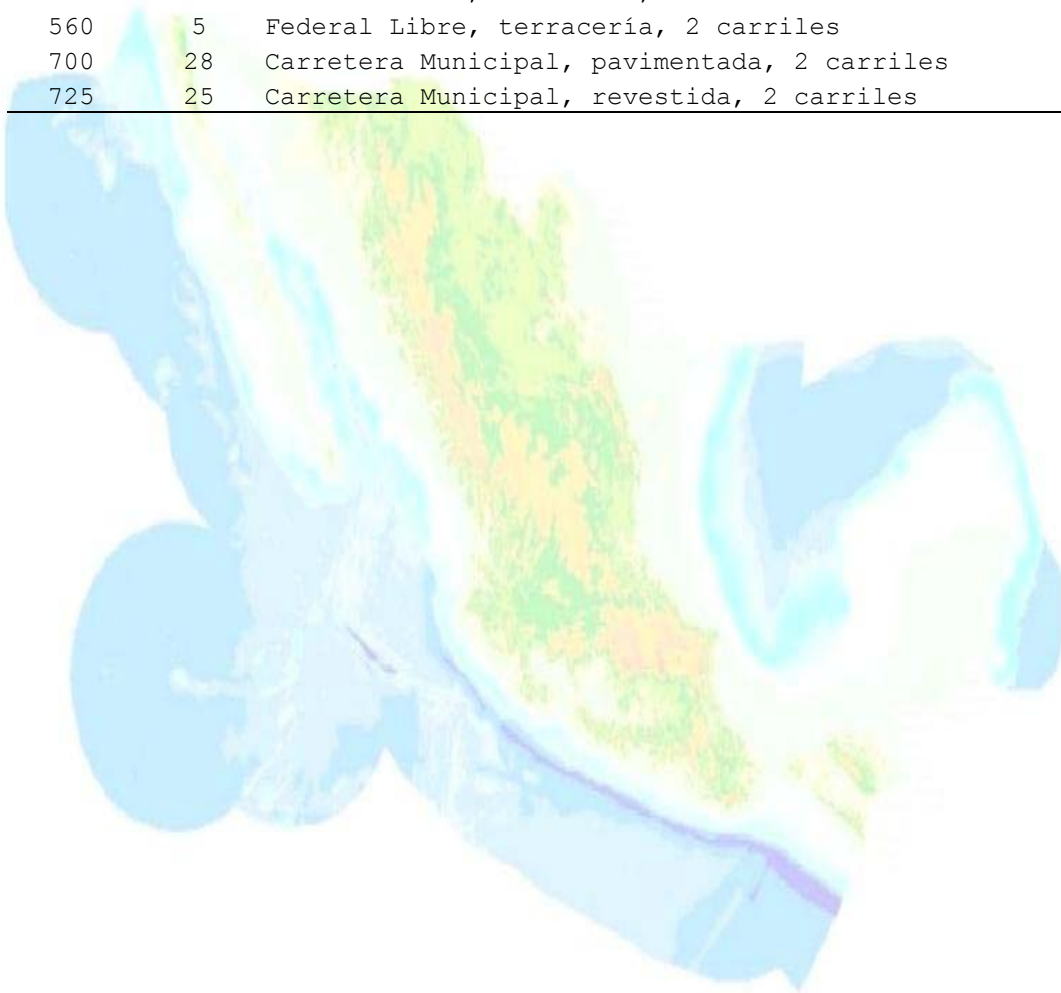 560 5 Federal Libre, terracería, 2 carriles
700 28 Carretera Municipal, pavimentada, 2 carriles
725 25 Carretera Municipal, revestida, 2 carriles